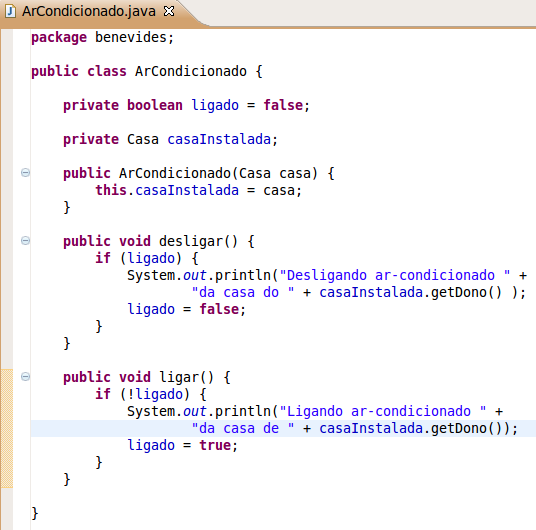 ArCondicionado.java
package benevides;
public class ArCondicionado {
private boolean ligado = false;
private Casa casaInstalada;
public ArCondicionado(Casa casa) {
this.casaInstalada = casa;
}
public void desligar() {
if (ligado) {
System.out.println("Desligando ar-condicionado " +
"da casa do " + casaInstalada.getDono() );
ligado = false;
}
}
public void ligar() {
if (!ligado) {
System.out.println("Ligando ar-condicionado " +
"da casa de " + casaInstalada.getDono());
ligado = true;
}
}
}